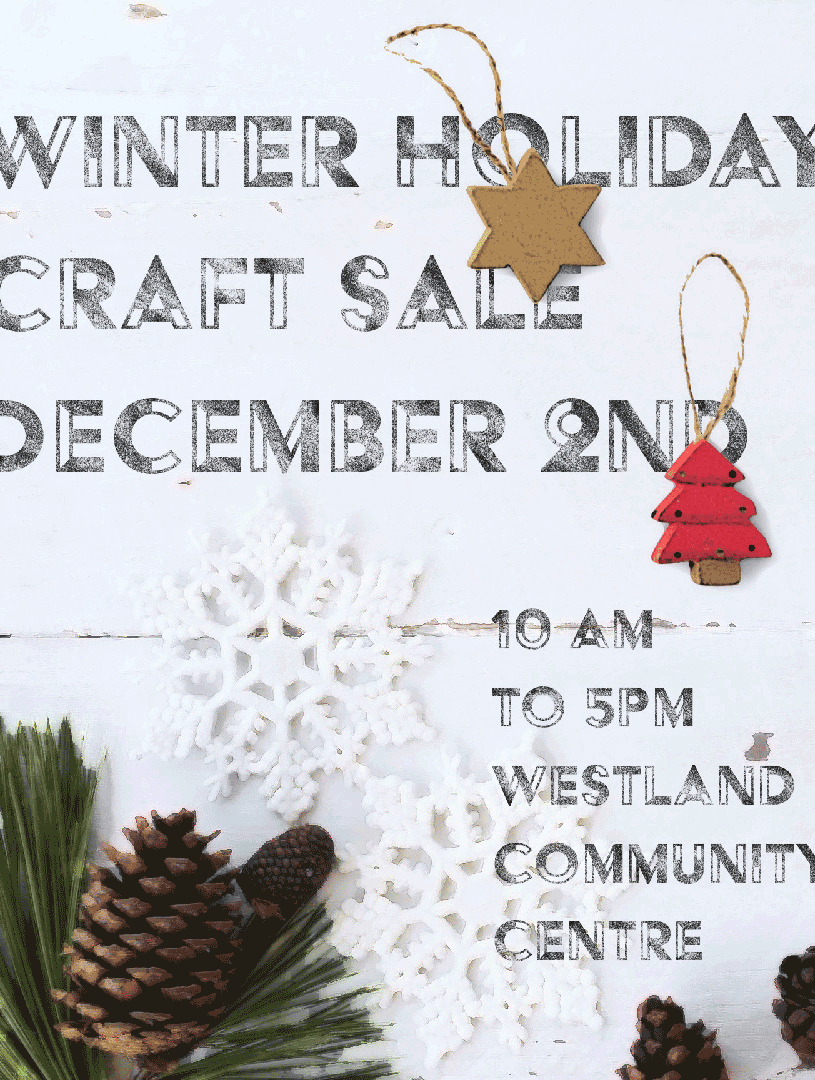 WINTER HOLIDAY
CRAFT SALE
DECEMBER 2ND
10 AM
TO 5PM
WESTLAND
COMMUNITY
CENTRE